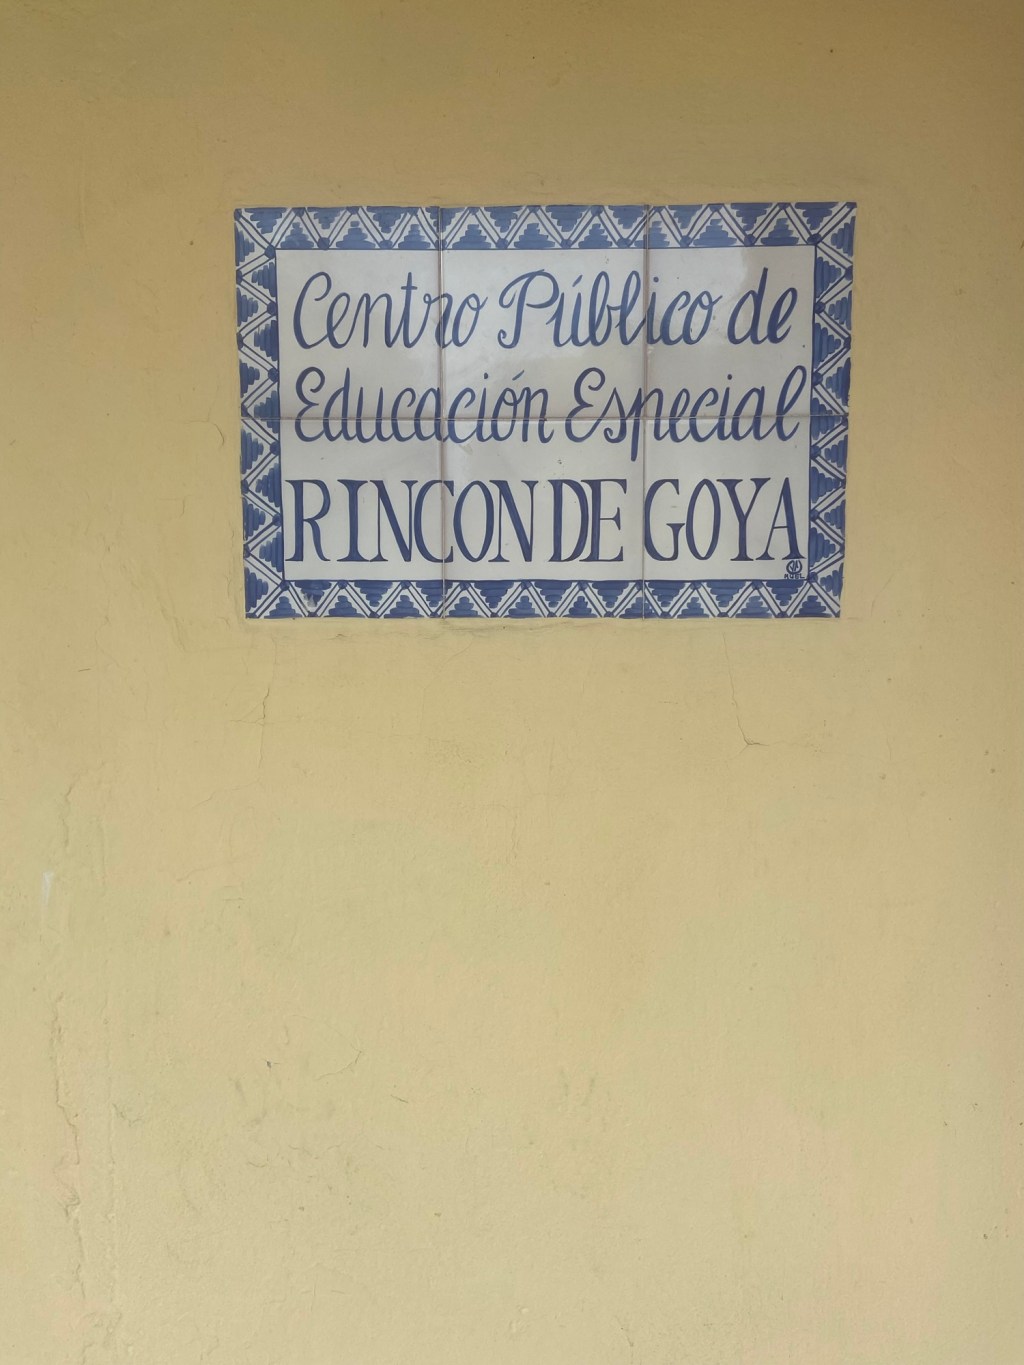 Centro Público de
Educación Especial
RINCON DE GOYA